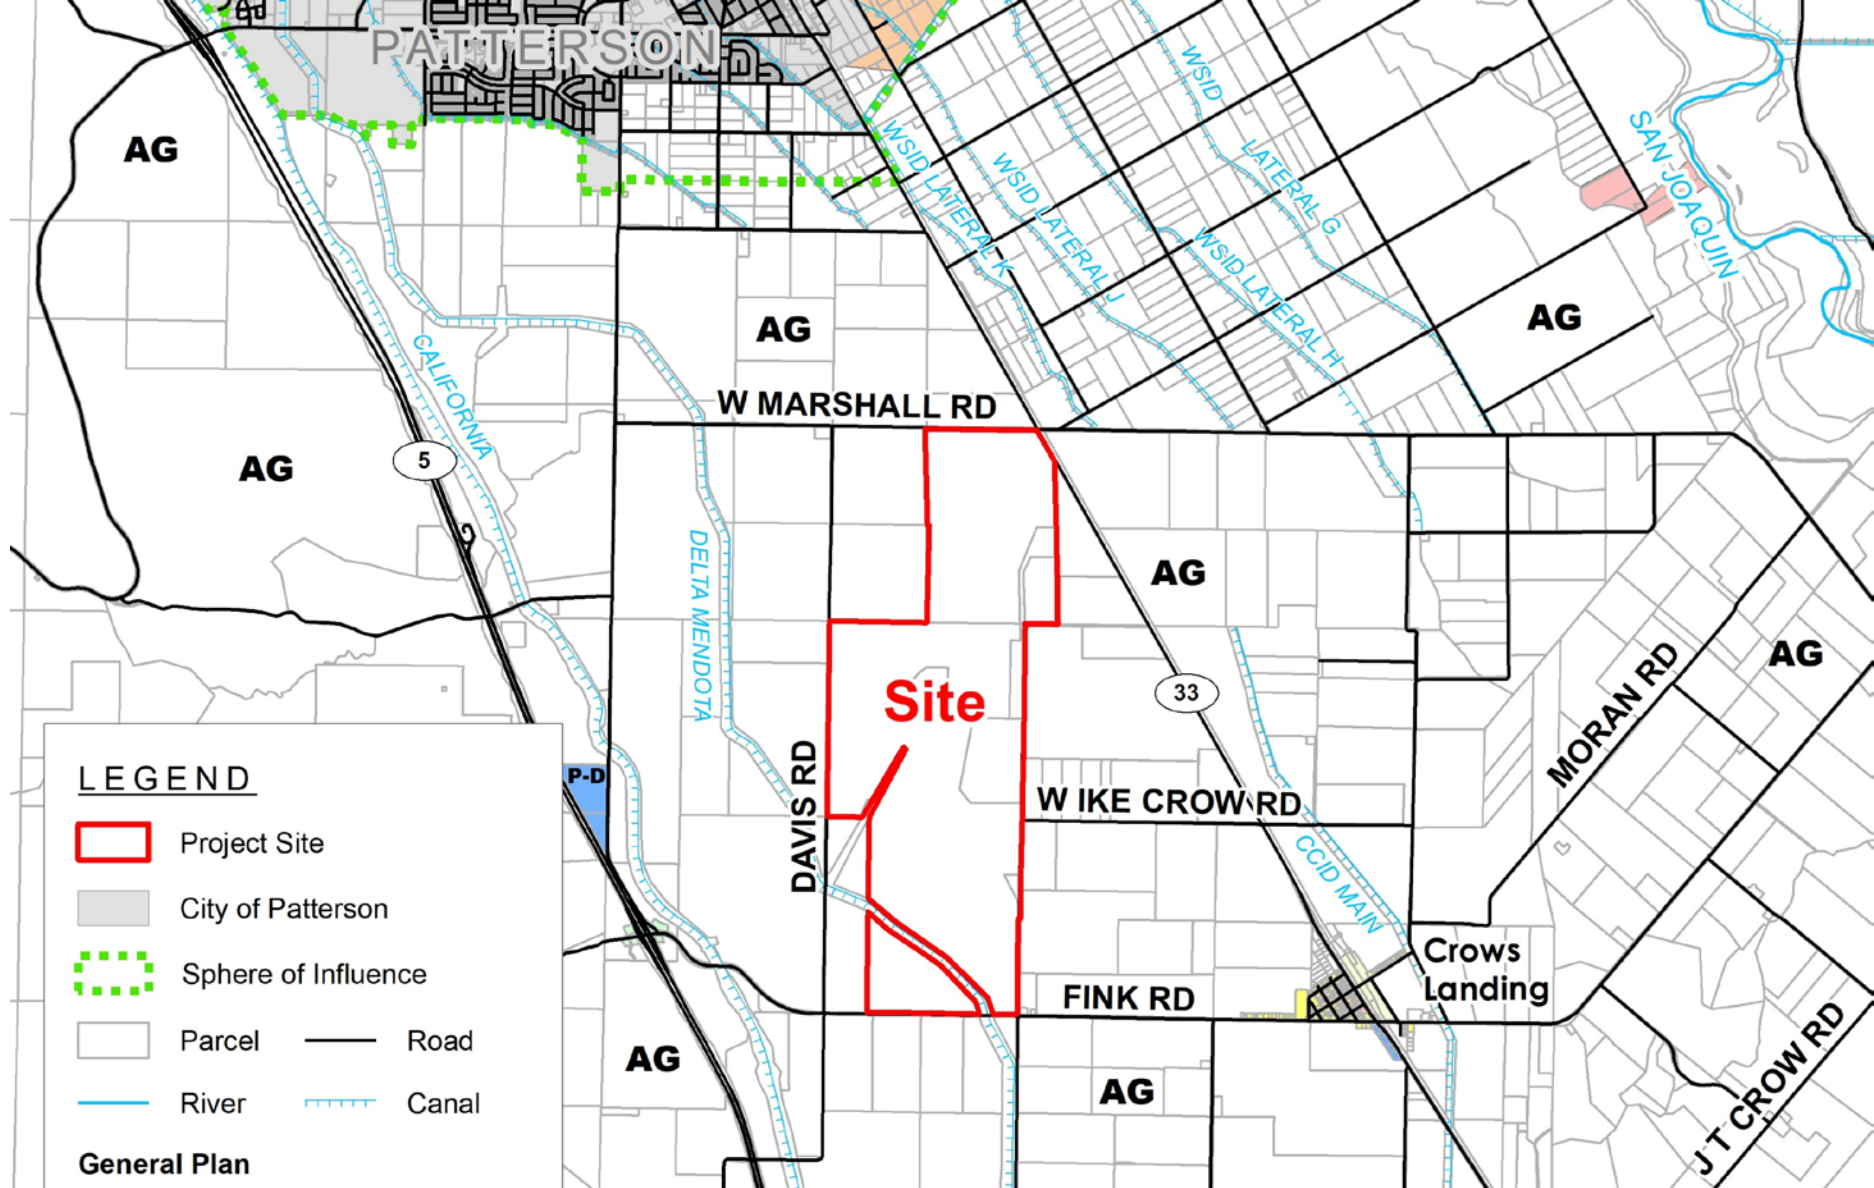 PATTERSON
AG
WSID
LATERAL G
SAN JOAQUIN
WSID LATERAL K
WSID LATERAL J
WSID LATERAL H
AG
AG
CALIFORNIA
W MARSHALL RD
5
AG
DELTA MENDOTA
AG
33
MORAN RD
AG
Site
P-D
DAVIS RD
W IKE CROW RD
CCID MAIN
Crows
Landing
FINK RD
AG
AG
J T CROW RD
LEGEND
Project Site
City of Patterson
Sphere of Influence
Parcel
Road
River
Canal
General Plan